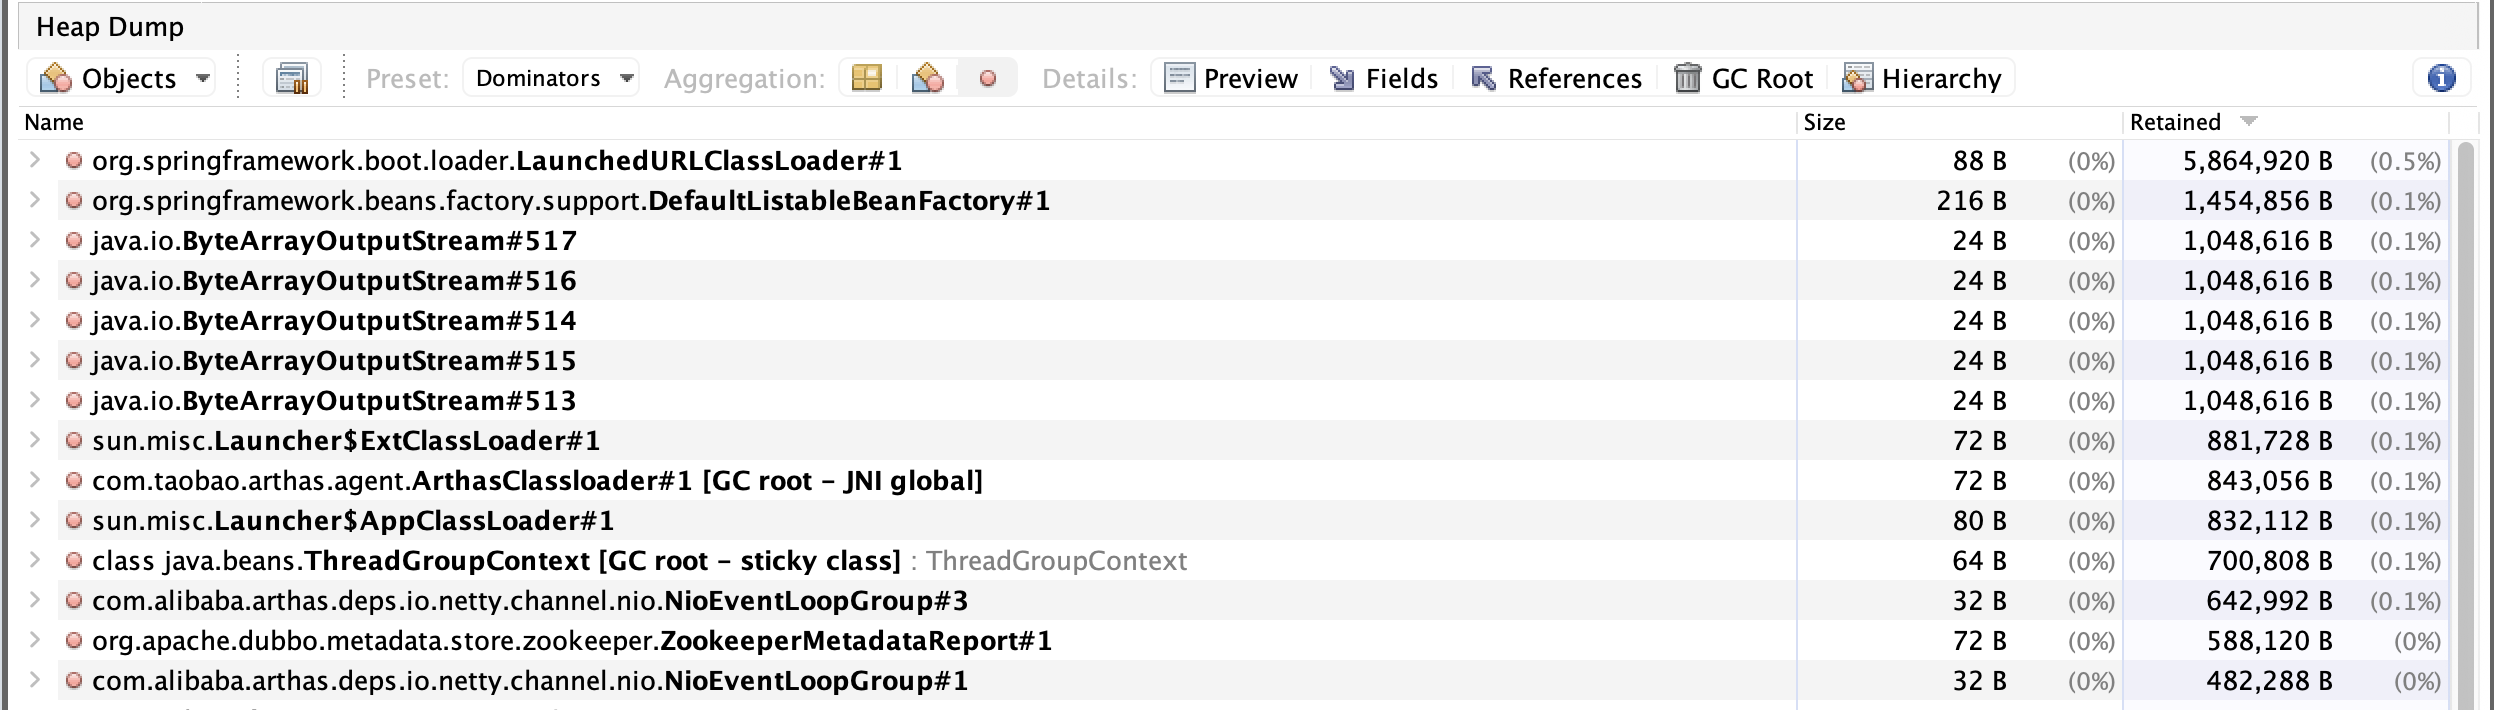 Heap Dump
Objects Preset: Dominators Aggregation: Details: Preview Fields References GC Root Hierarchy
Name Size Retained
org.springframework.boot.loader.LaunchedURLClassLoader#1 88 B (0%) 5,864,920 B (0.5%)
org.springframework.beans.factory.support.DefaultListableBeanFactory#1 216 B (0%) 1,454,856 B (0.1%)
java.io.ByteArrayOutputStream#517 24 B (0%) 1,048,616 B (0.1%)
java.io.ByteArrayOutputStream#516 24 B (0%) 1,048,616 B (0.1%)
java.io.ByteArrayOutputStream#514 24 B (0%) 1,048,616 B (0.1%)
java.io.ByteArrayOutputStream#515 24 B (0%) 1,048,616 B (0.1%)
java.io.ByteArrayOutputStream#513 24 B (0%) 1,048,616 B (0.1%)
sun.misc.Launcher$ExtClassLoader#1 72 B (0%) 881,728 B (0.1%)
com.taobao.arthas.agent.ArthasClassloader#1 [GC root - JNI global] 72 B (0%) 843,056 B (0.1%)
sun.misc.Launcher$AppClassLoader#1 80 B (0%) 832,112 B (0.1%)
class java.beans.ThreadGroupContext [GC root - sticky class] : ThreadGroupContext 64 B (0%) 700,808 B (0.1%)
com.alibaba.arthas.deps.io.netty.channel.nio.NioEventLoopGroup#3 32 B (0%) 642,992 B (0.1%)
org.apache.dubbo.metadata.store.zookeeper.ZookeeperMetadataReport#1 72 B (0%) 588,120 B (0%)
com.alibaba.arthas.deps.io.netty.channel.nio.NioEventLoopGroup#1 32 B (0%) 482,288 B (0%)